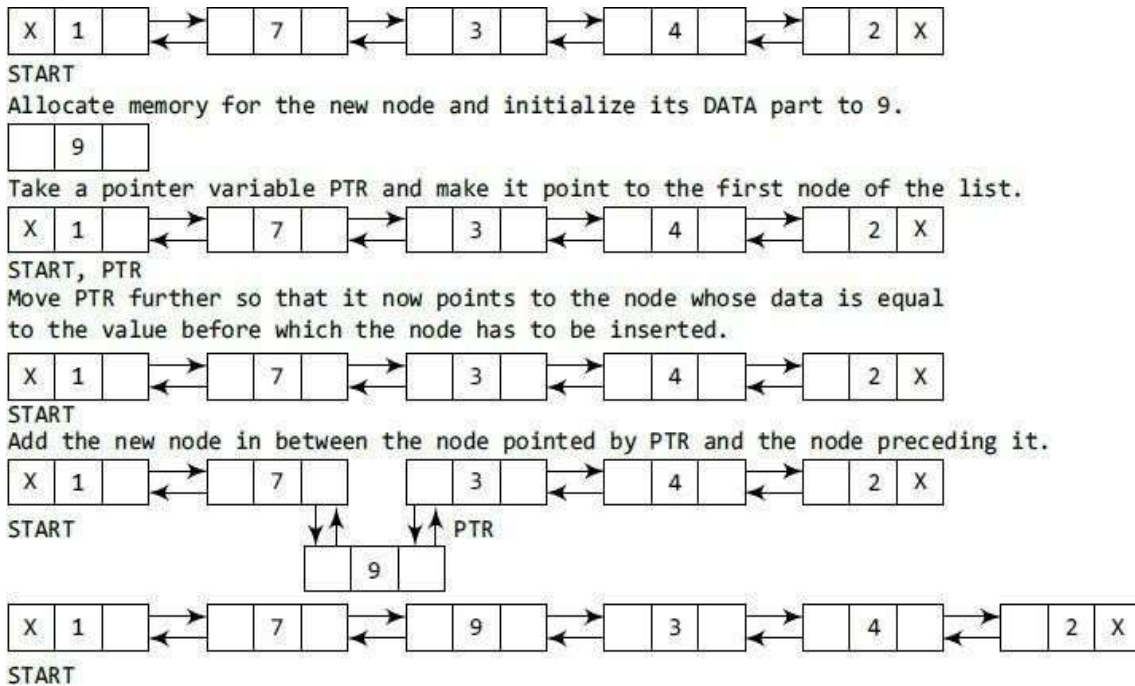 X 1 7 3 4 2 X
START
Allocate memory for the new node and initialize its DATA part to 9.
9
Take a pointer variable PTR and make it point to the first node of the list.
X 1 7 3 4 2 X
START, PTR
Move PTR further so that it now points to the node whose data is equal
to the value before which the node has to be inserted.
X 1 7 3 4 2 X
START
Add the new node in between the node pointed by PTR and the node preceding it.
X 1 7 3 4 2 X
START PTR
9
X 1 7 9 3 4 2 X
START